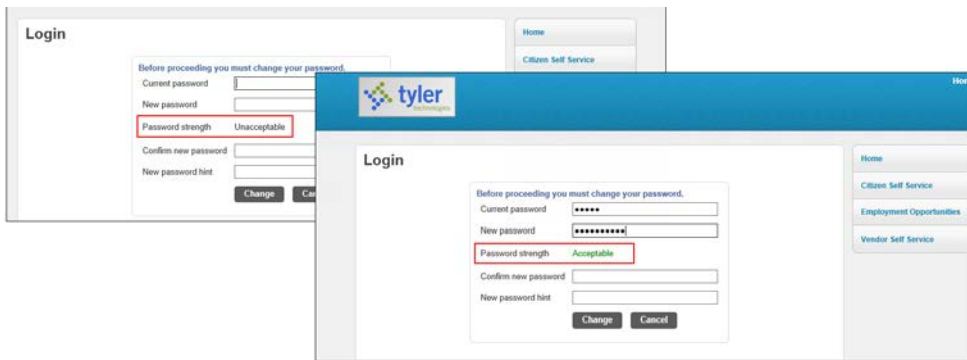 Login
Home
Citizen Self Service
Before proceeding you must change your password.
Current password
New password
Password strength Unacceptable
Confirm new password
New password hint
Change
tyler
technologies
Login
Home
Citizen Self Service
Employment Opportunities
Vendor Self Service
Before proceeding you must change your password.
Current password •••••
New password ••••••••••
Password strength Acceptable
Confirm new password
New password hint
Change Cancel